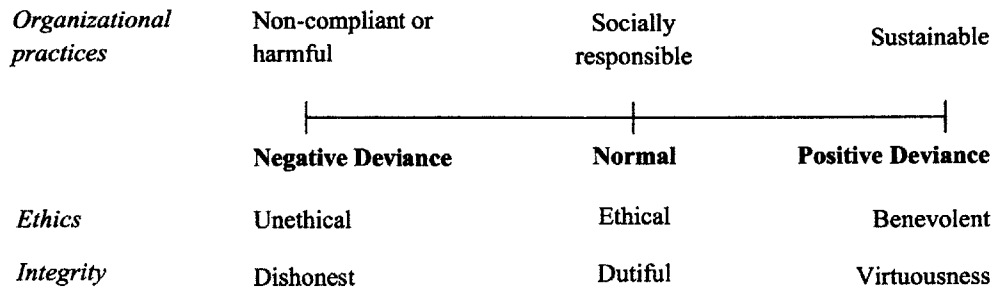 Organizational practices Non-compliant or harmful Socially responsible Sustainable
Negative Deviance Normal Positive Deviance
Ethics Unethical Ethical Benevolent
Integrity Dishonest Dutiful Virtuousness